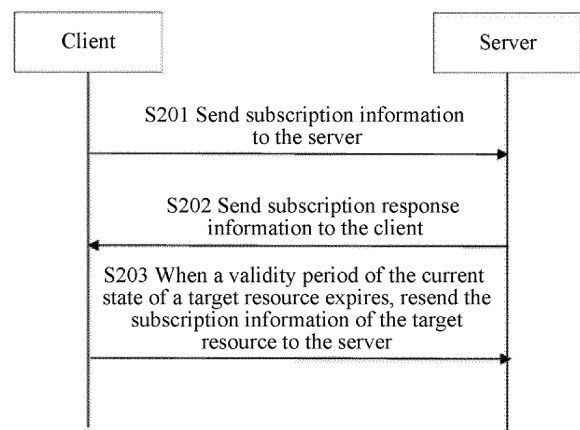 Client
Server
S201 Send subscription information
to the server
S202 Send subscription response
information to the client
S203 When a validity period of the current
state of a target resource expires, resend the
subscription information of the target
resource to the server